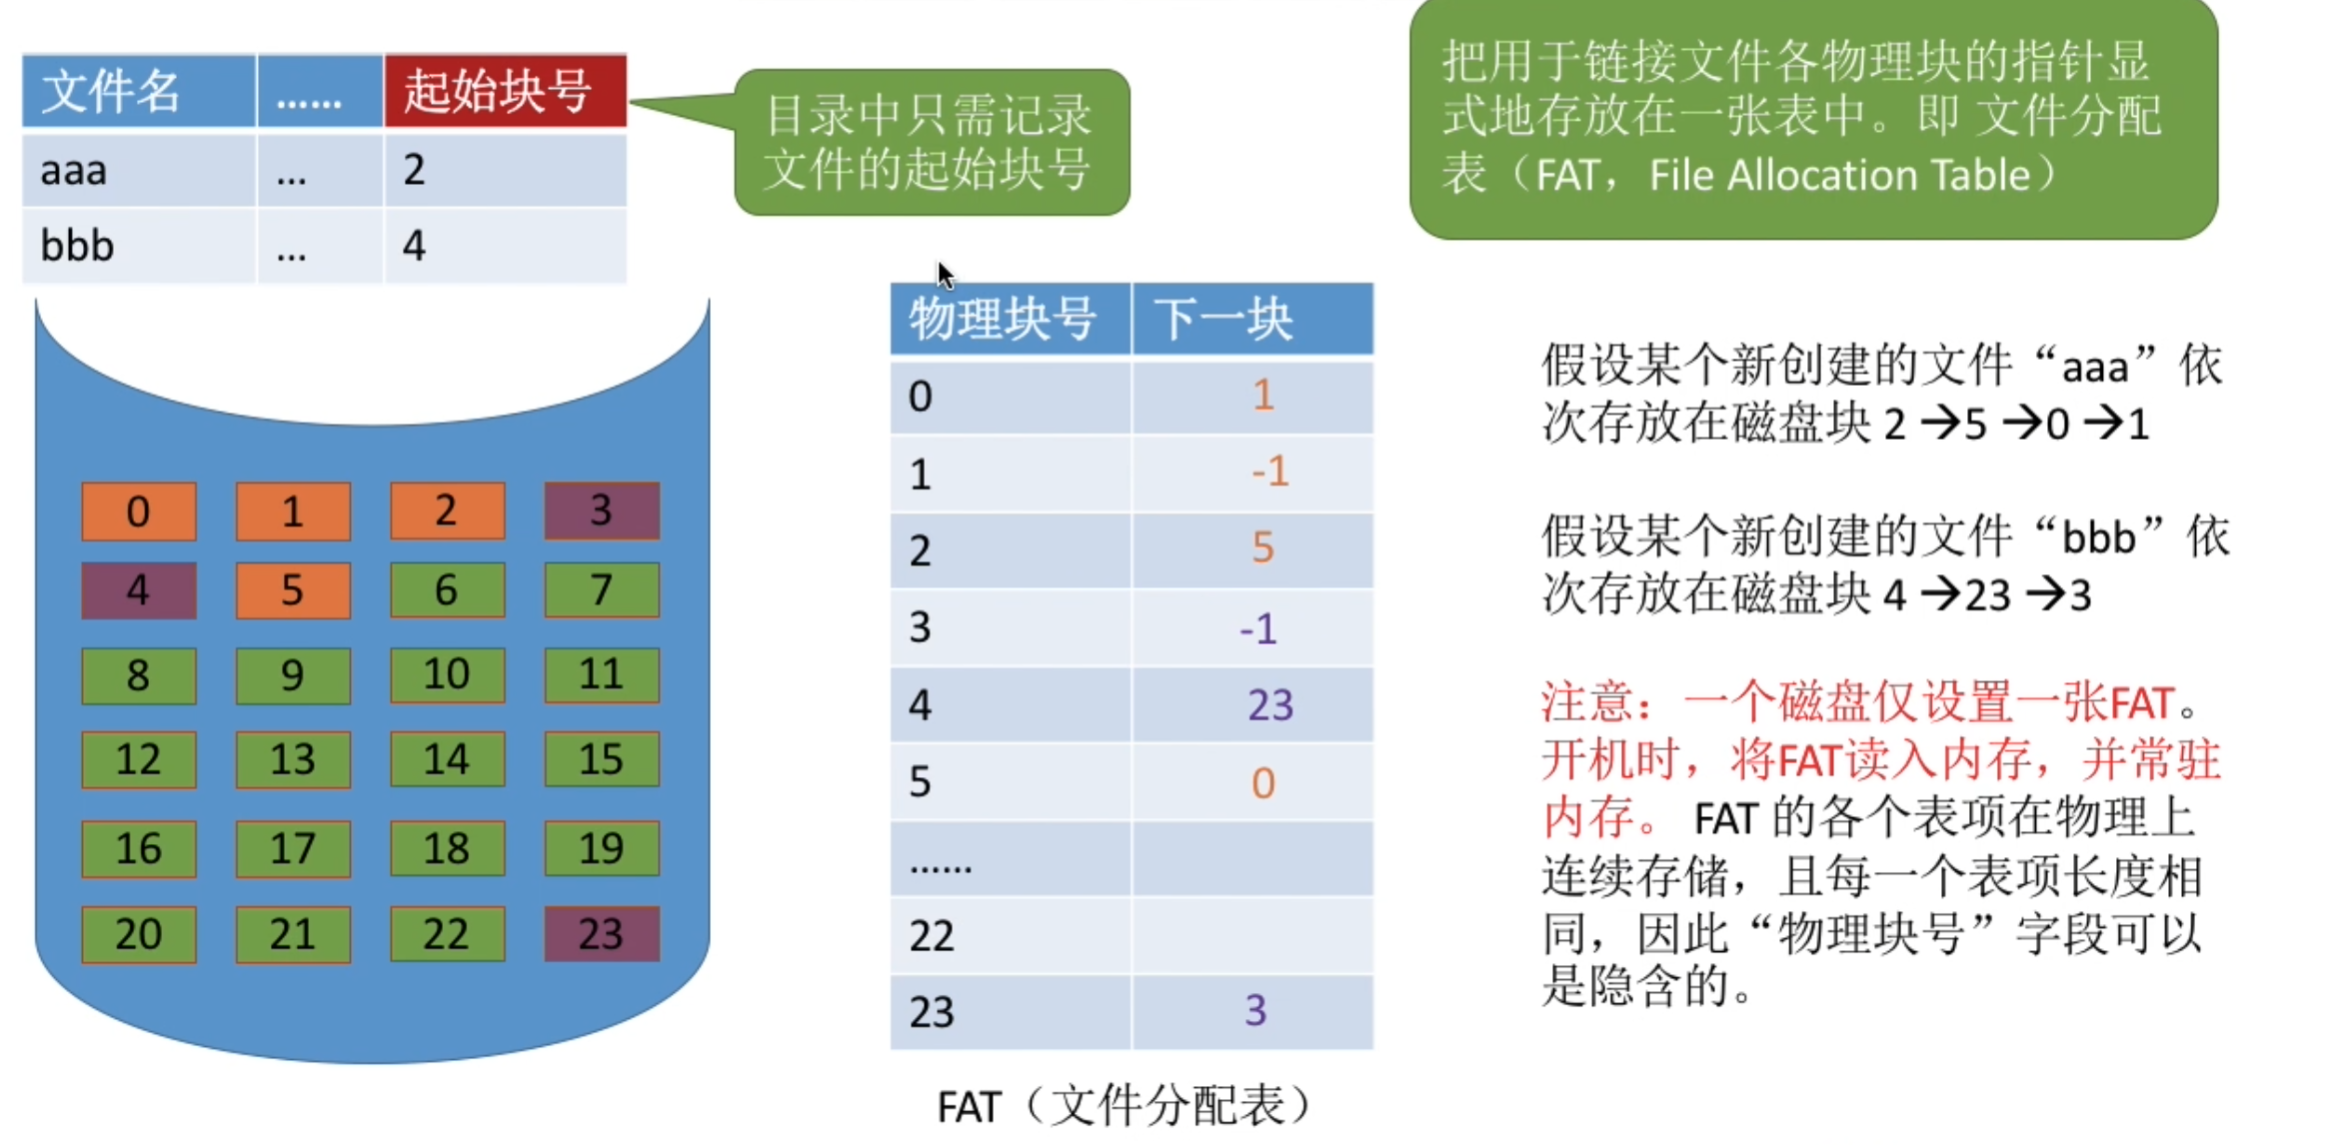 文件名 …… 起始块号
aaa … 2
bbb … 4
目录中只需记录
文件的起始块号
把用于链接文件各物理块的指针显
式地存放在一张表中。即 文件分配
表（FAT，File Allocation Table）
0 1 2 3
4 5 6 7
8 9 10 11
12 13 14 15
16 17 18 19
20 21 22 23
物理块号 下一块
0 1
1 -1
2 5
3 -1
4 23
5 0
……
22
23 3
FAT（文件分配表）
假设某个新创建的文件“aaa”依
次存放在磁盘块 2 →5 →0 →1
假设某个新创建的文件“bbb”依
次存放在磁盘块 4 →23 →3
注意：一个磁盘仅设置一张FAT。
开机时，将FAT读入内存，并常驻
内存。 FAT 的各个表项在物理上
连续存储，且每一个表项长度相
同，因此“物理块号”字段可以
是隐含的。